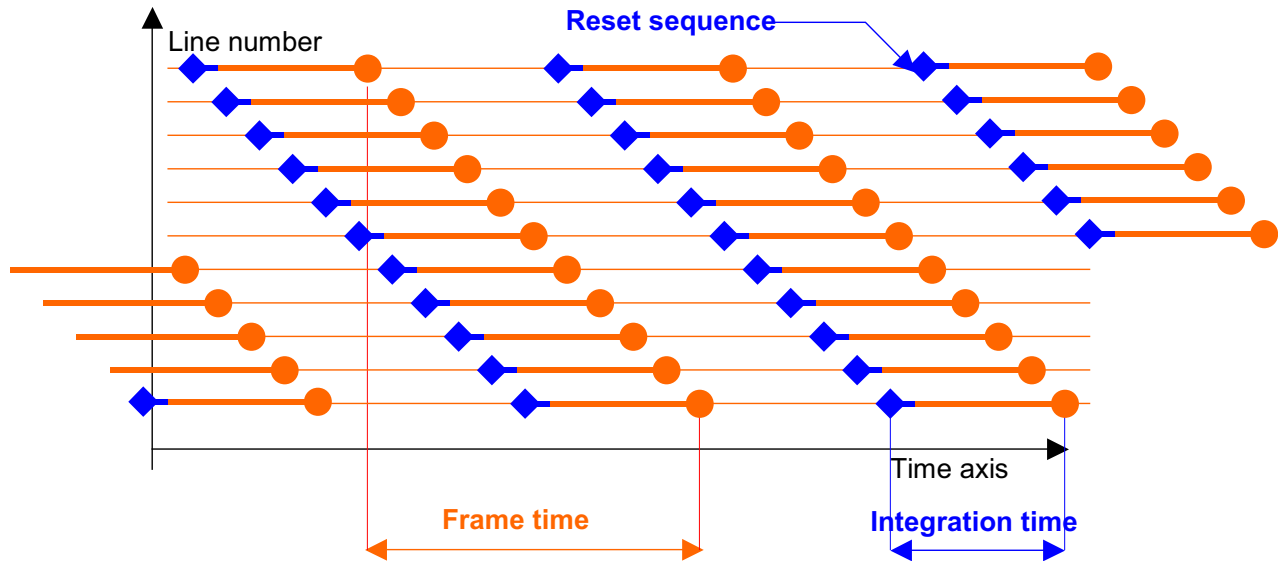 Reset sequence
Line number
Time axis
Frame time
Integration time